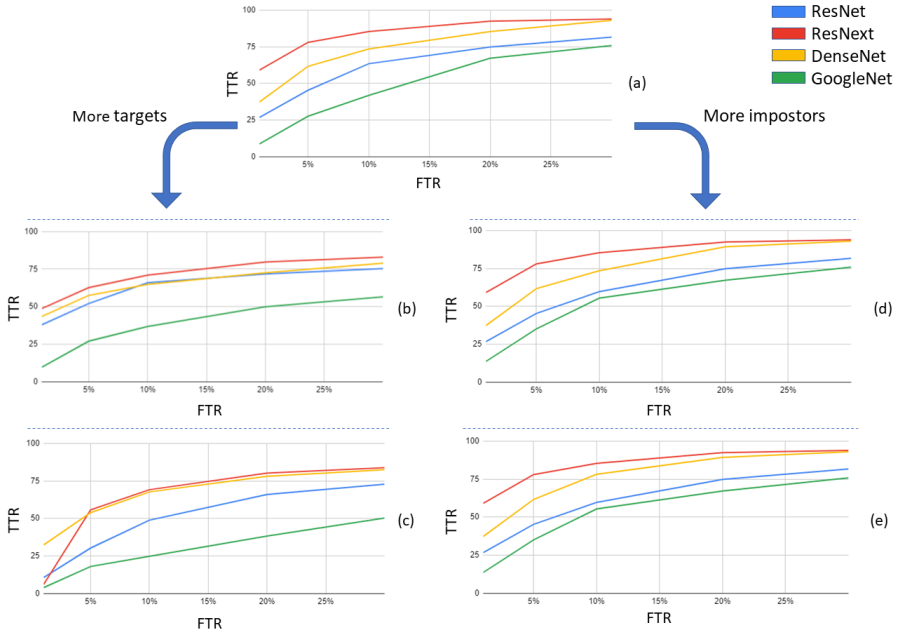 ResNet
ResNext
DenseNet
GoogleNet
100
75
50
25
0
TTR
5% 10% 15% 20% 25%
FTR
(a)
More targets
More impostors
100
75
50
25
0
TTR
5% 10% 15% 20% 25%
FTR
(b)
100
75
50
25
0
TTR
5% 10% 15% 20% 25%
FTR
(d)
100
75
50
25
0
TTR
5% 10% 15% 20% 25%
FTR
(c)
100
75
50
25
0
TTR
5% 10% 15% 20% 25%
FTR
(e)